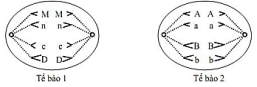 M M A A
n n a a
e e B B
D D b b
Tế bào 1 Tế bào 2